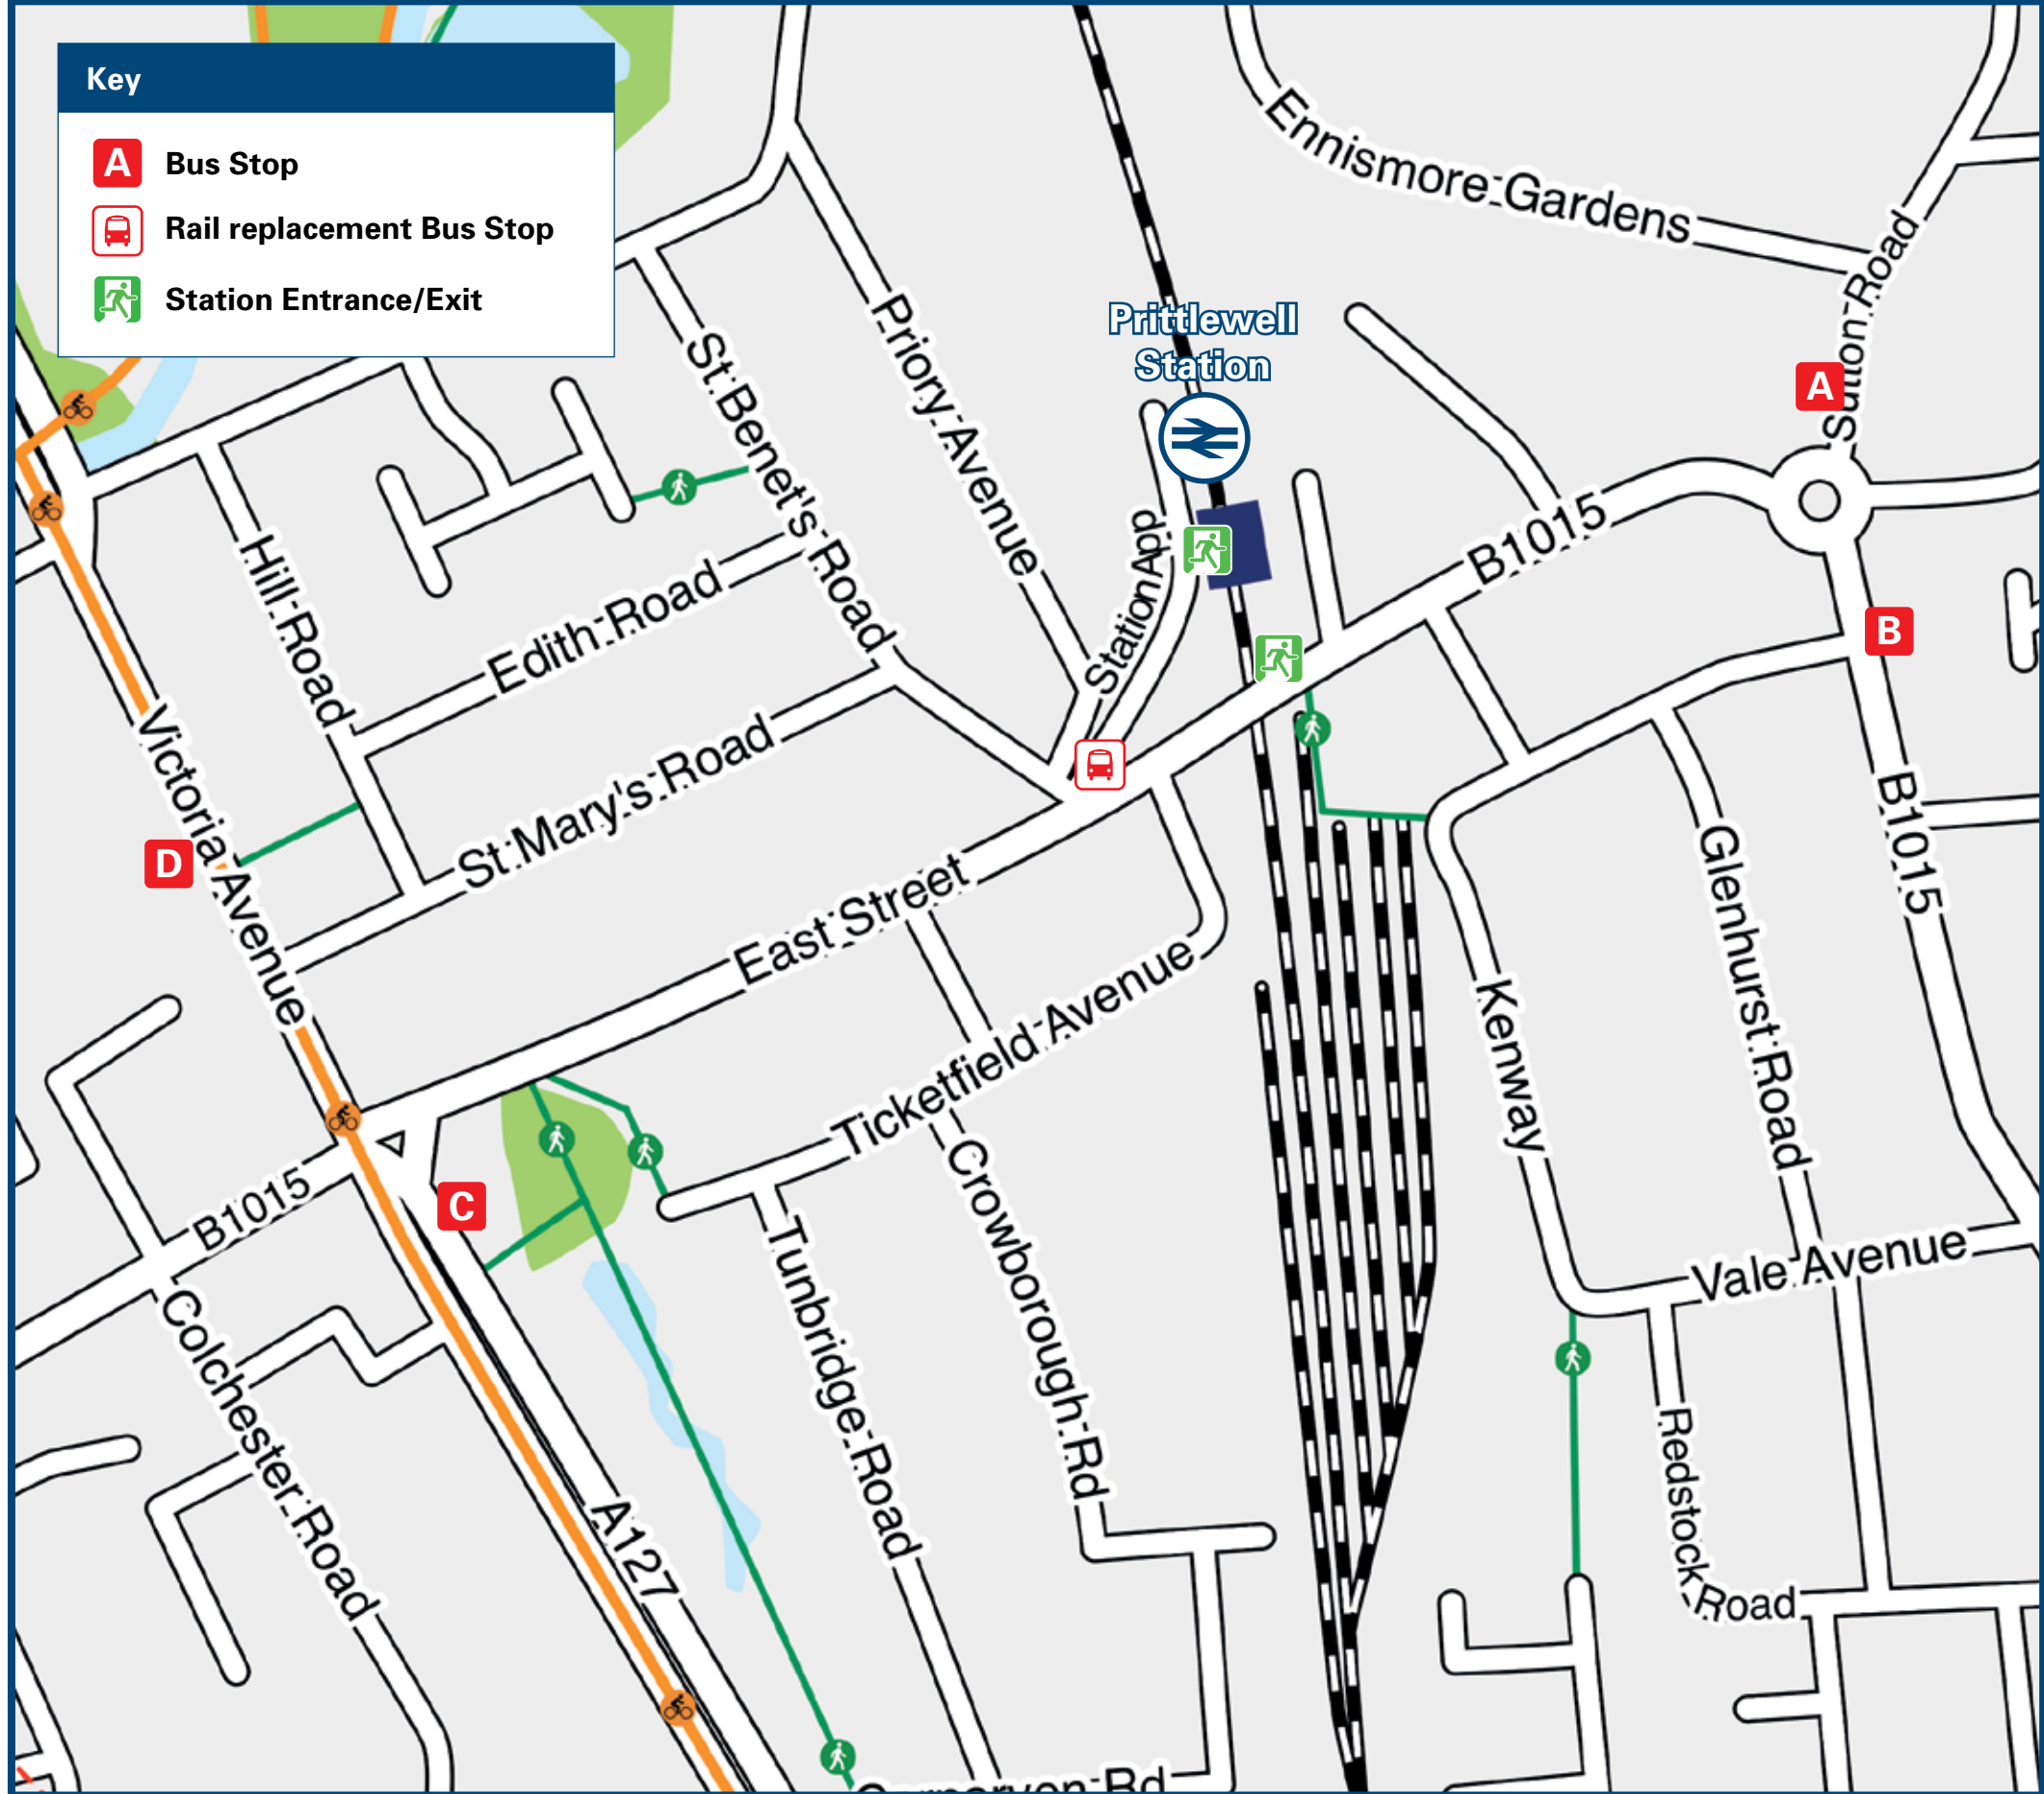 Key
A Bus Stop
Rail replacement Bus Stop
Station Entrance/Exit
Ennismore Gardens
Sutton Road
Prittlewell
Station
A
Priory Avenue
St Benet's Road
Station App
B1015
Hill Road
Edith Road
B
Victoria Avenue
St Mary's Road
D
B1015
East Street
Glenhurst Road
Kenway
Ticketfield Avenue
C
B1015
Crowborough Rd
Tunbridge Road
Vale Avenue
Colchester Road
A127
Redstock Road
Rd